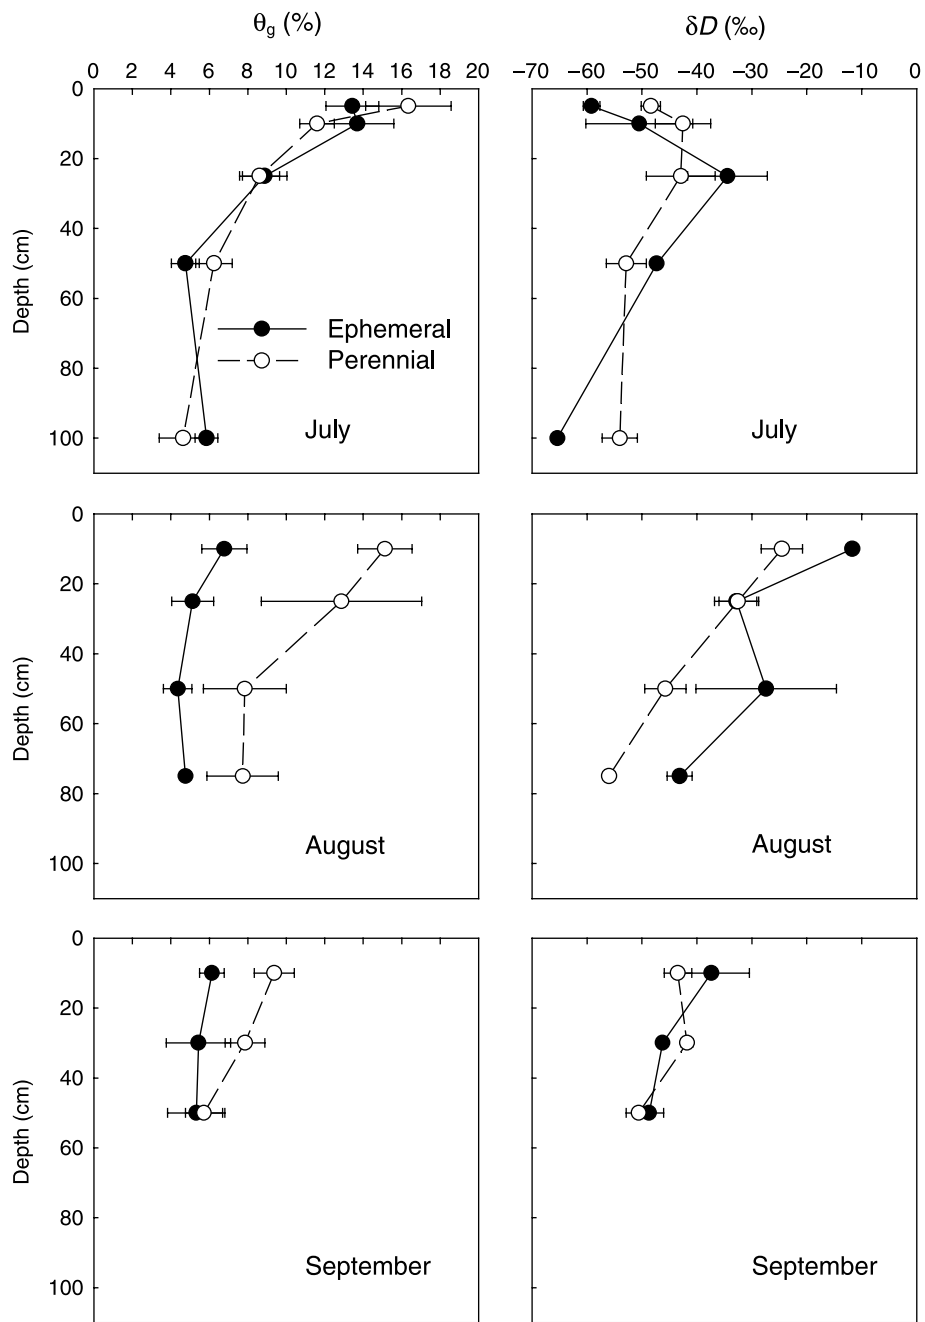 θg (%)
δD (‰)
0 2 4 6 8 10 12 14 16 18 20
−70 −60 −50 −40 −30 −20 −10 0
0
20
40
60
80
100
Depth (cm)
Ephemeral
Perennial
July
July
0
20
40
60
80
100
Depth (cm)
August
August
0
20
40
60
80
100
Depth (cm)
September
September